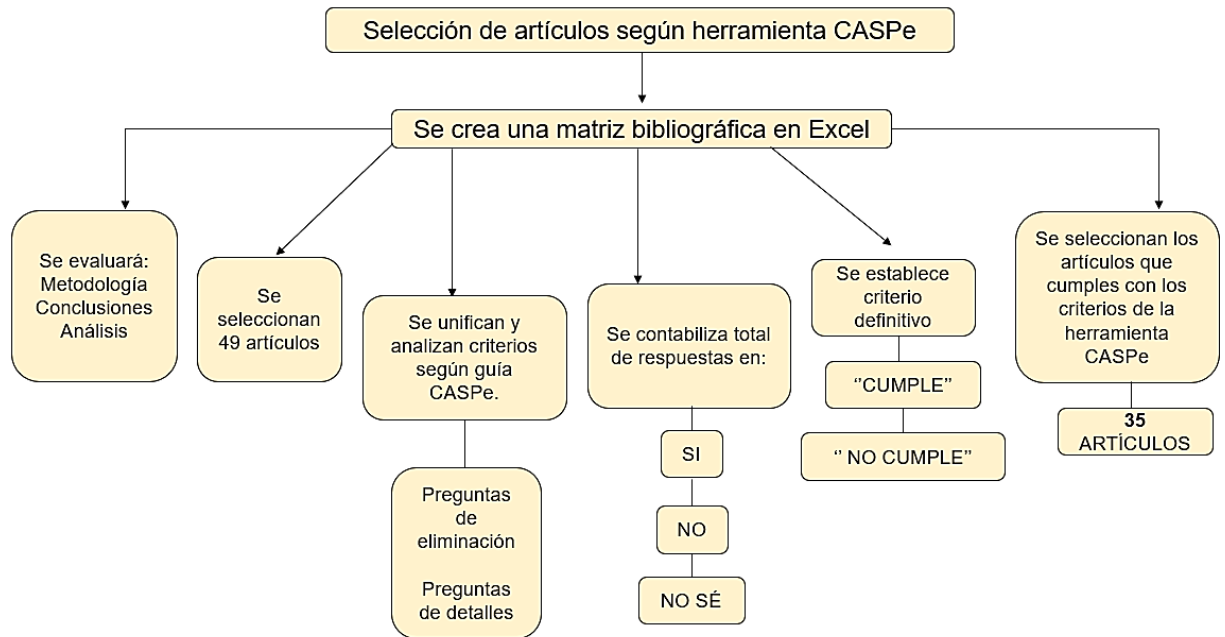 Selección de artículos según herramienta CASPe
Se crea una matriz bibliográfica en Excel
Se evaluará:
Metodología
Conclusiones
Análisis
Se
seleccionan
49 artículos
Se unifican y
analizan criterios
según guía
CASPe.
Preguntas
de
eliminación
Preguntas
de detalles
Se contabiliza total
de respuestas en:
SI
NO
NO SÉ
Se establece
criterio
definitivo
‘’CUMPLE’’
‘’ NO CUMPLE’’
Se seleccionan los
artículos que
cumples con los
criterios de la
herramienta
CASPe
35
ARTÍCULOS